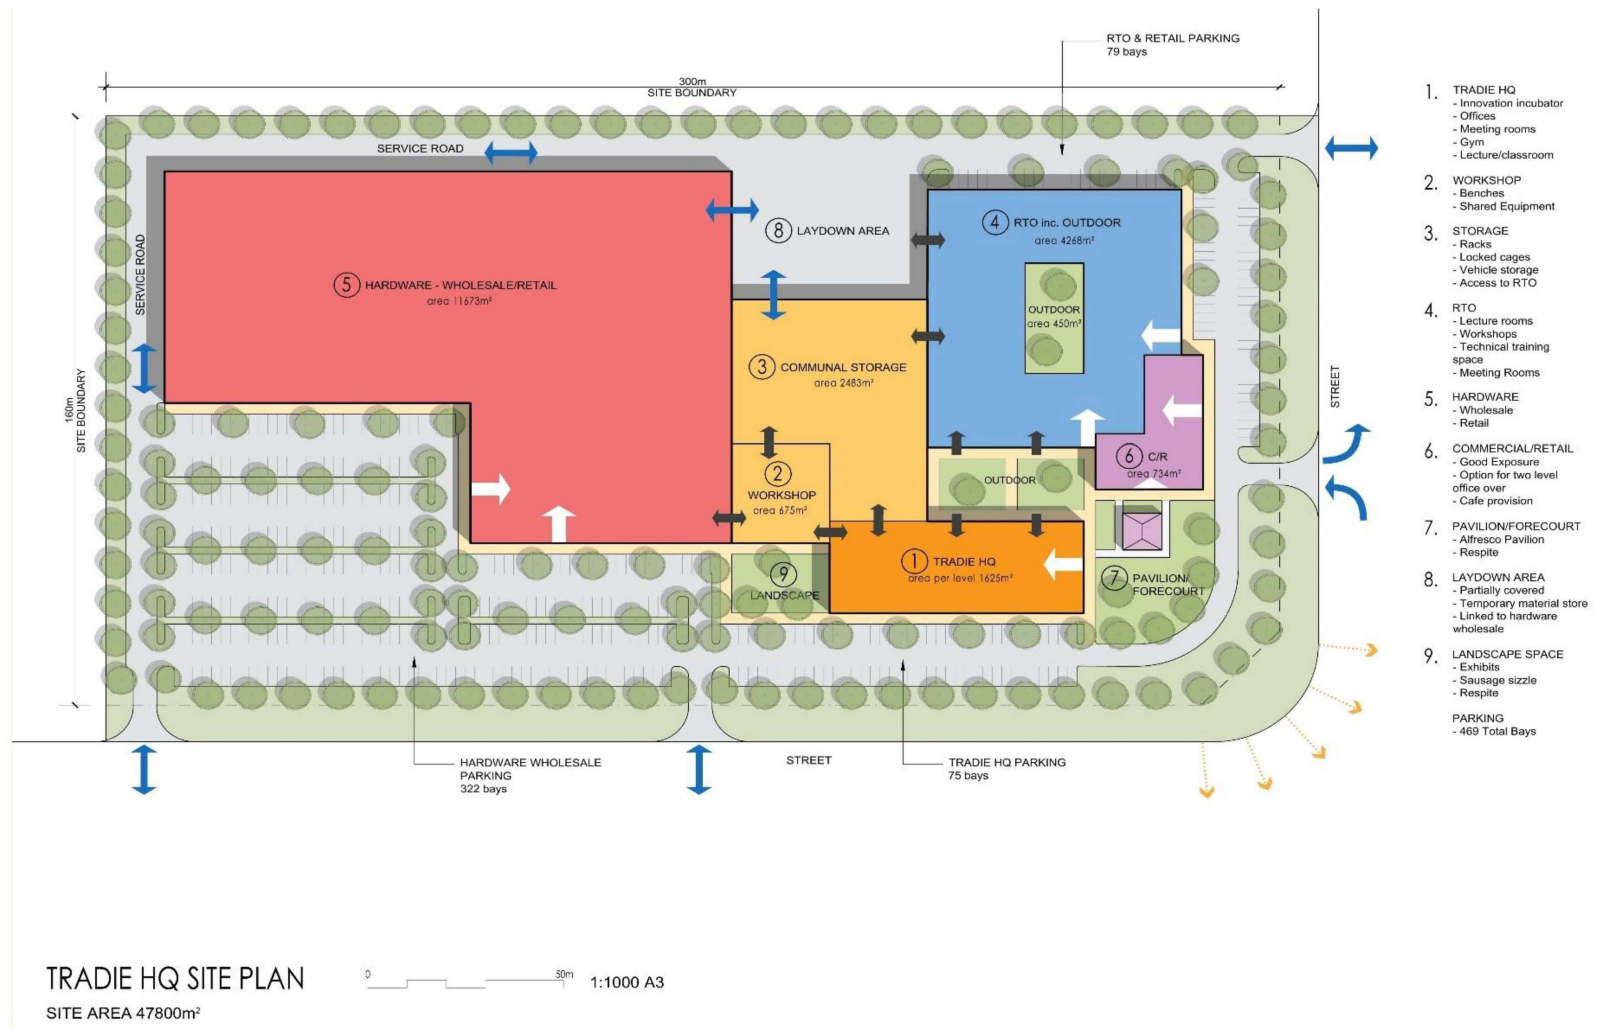 RTO & RETAIL PARKING
79 bays
300m
SITE BOUNDARY
SERVICE ROAD
SERVICE ROAD
160m
SITE BOUNDARY
5 HARDWARE - WHOLESALE/RETAIL
area 11673m²
8 LAYDOWN AREA
4 RTO inc. OUTDOOR
area 4268m²
OUTDOOR
area 450m²
3 COMMUNAL STORAGE
area 2483m²
2
WORKSHOP
area 675m²
6 C/R
area 734m²
OUTDOOR
1 TRADIE HQ
area per level 1625m²
9
LANDSCAPE
7 PAVILION/
FORECOURT
STREET
STREET
HARDWARE WHOLESALE
PARKING
322 bays
TRADIE HQ PARKING
75 bays
1. TRADIE HQ
- Innovation incubator
- Offices
- Meeting rooms
- Gym
- Lecture/classroom
2. WORKSHOP
- Benches
- Shared Equipment
3. STORAGE
- Racks
- Locked cages
- Vehicle storage
- Access to RTO
4. RTO
- Lecture rooms
- Workshops
- Technical training
space
- Meeting Rooms
5. HARDWARE
- Wholesale
- Retail
6. COMMERCIAL/RETAIL
- Good Exposure
- Option for two level
office over
- Cafe provision
7. PAVILION/FORECOURT
- Alfresco Pavilion
- Respite
8. LAYDOWN AREA
- Partially covered
- Temporary material store
- Linked to hardware
wholesale
9. LANDSCAPE SPACE
- Exhibits
- Sausage sizzle
- Respite
PARKING
- 469 Total Bays
TRADIE HQ SITE PLAN
SITE AREA 47800m²
0
50m
1:1000 A3